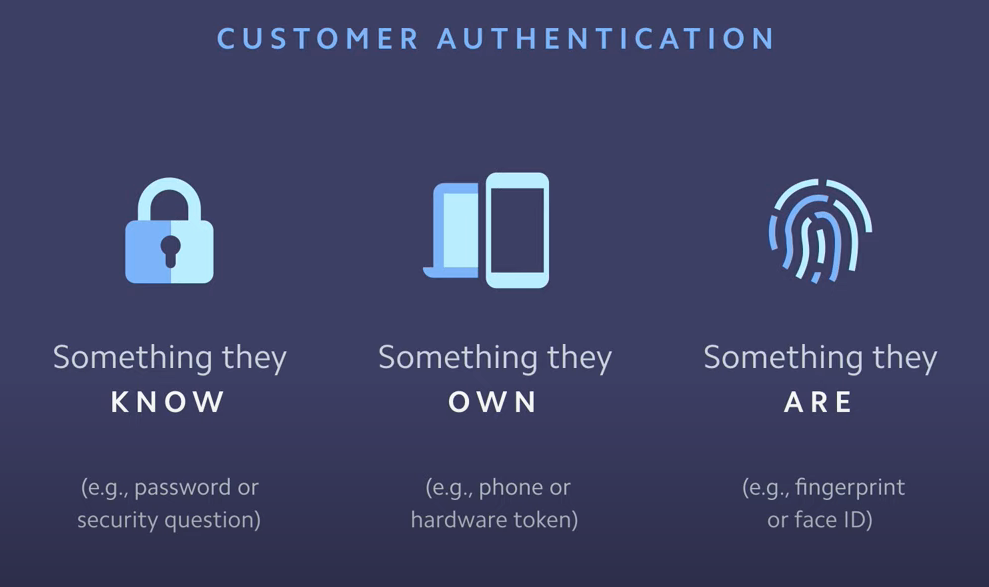 CUSTOMER AUTHENTICATION
Something they
KNOW
(e.g., password or
security question)
Something they
OWN
(e.g., phone or
hardware token)
Something they
ARE
(e.g., fingerprint
or face ID)